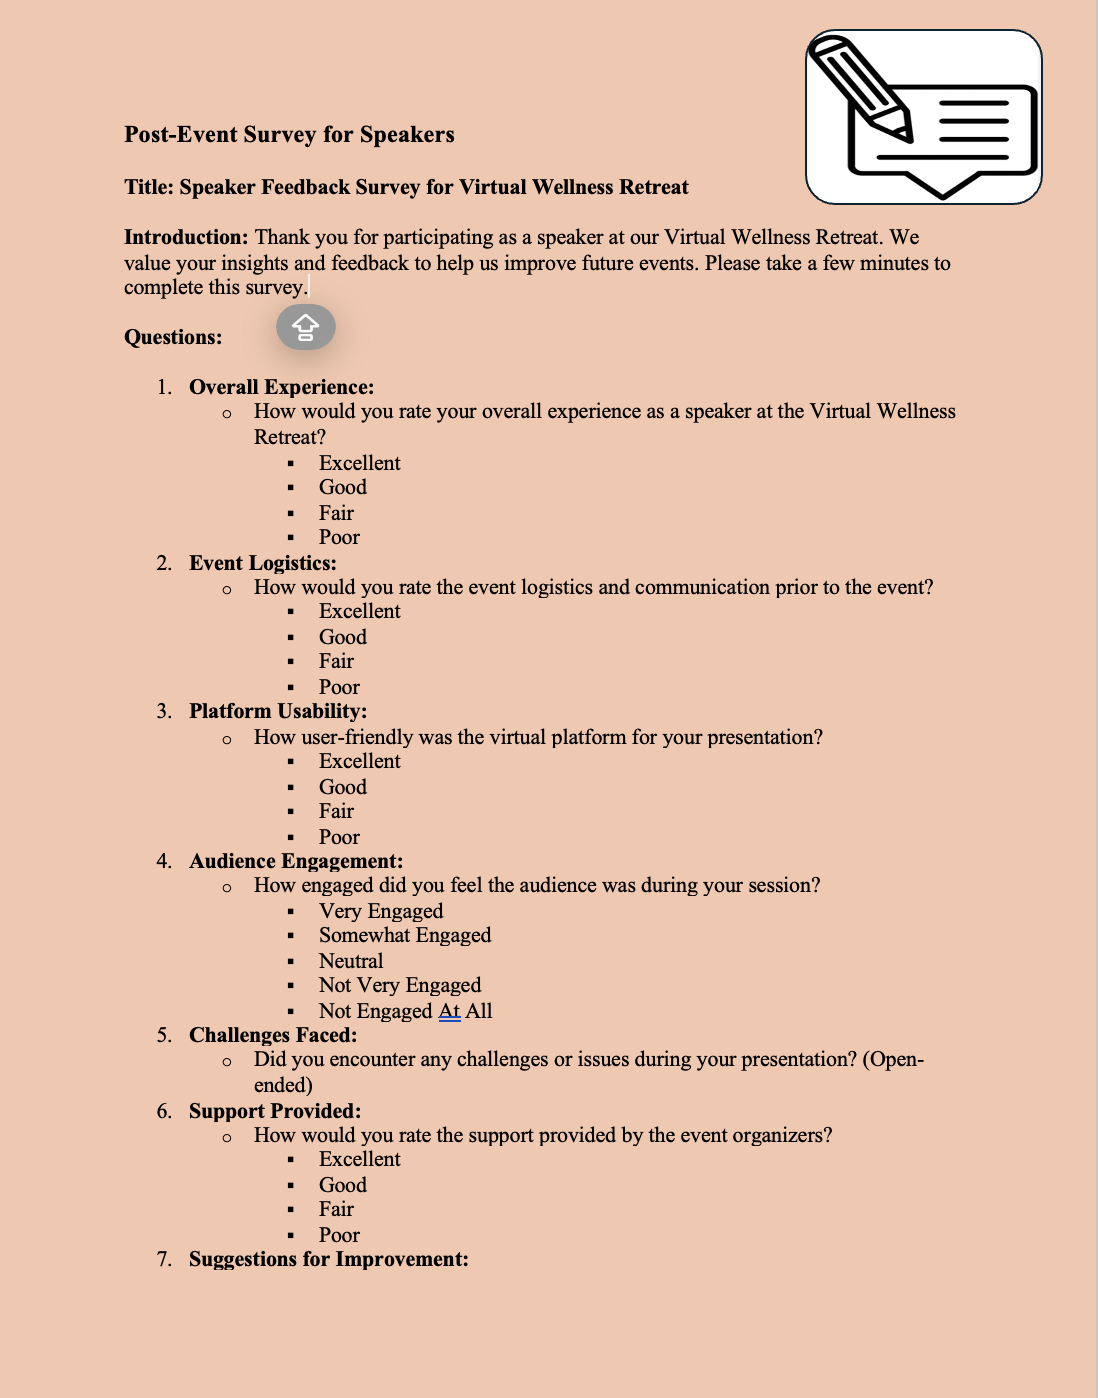 Post-Event Survey for Speakers
Title: Speaker Feedback Survey for Virtual Wellness Retreat
Introduction: Thank you for participating as a speaker at our Virtual Wellness Retreat. We
value your insights and feedback to help us improve future events. Please take a few minutes to
complete this survey.
Questions:
1. Overall Experience:
o How would you rate your overall experience as a speaker at the Virtual Wellness
Retreat?
▪ Excellent
▪ Good
▪ Fair
▪ Poor
2. Event Logistics:
o How would you rate the event logistics and communication prior to the event?
▪ Excellent
▪ Good
▪ Fair
▪ Poor
3. Platform Usability:
o How user-friendly was the virtual platform for your presentation?
▪ Excellent
▪ Good
▪ Fair
▪ Poor
4. Audience Engagement:
o How engaged did you feel the audience was during your session?
▪ Very Engaged
▪ Somewhat Engaged
▪ Neutral
▪ Not Very Engaged
▪ Not Engaged At All
5. Challenges Faced:
o Did you encounter any challenges or issues during your presentation? (Open-
ended)
6. Support Provided:
o How would you rate the support provided by the event organizers?
▪ Excellent
▪ Good
▪ Fair
▪ Poor
7. Suggestions for Improvement: